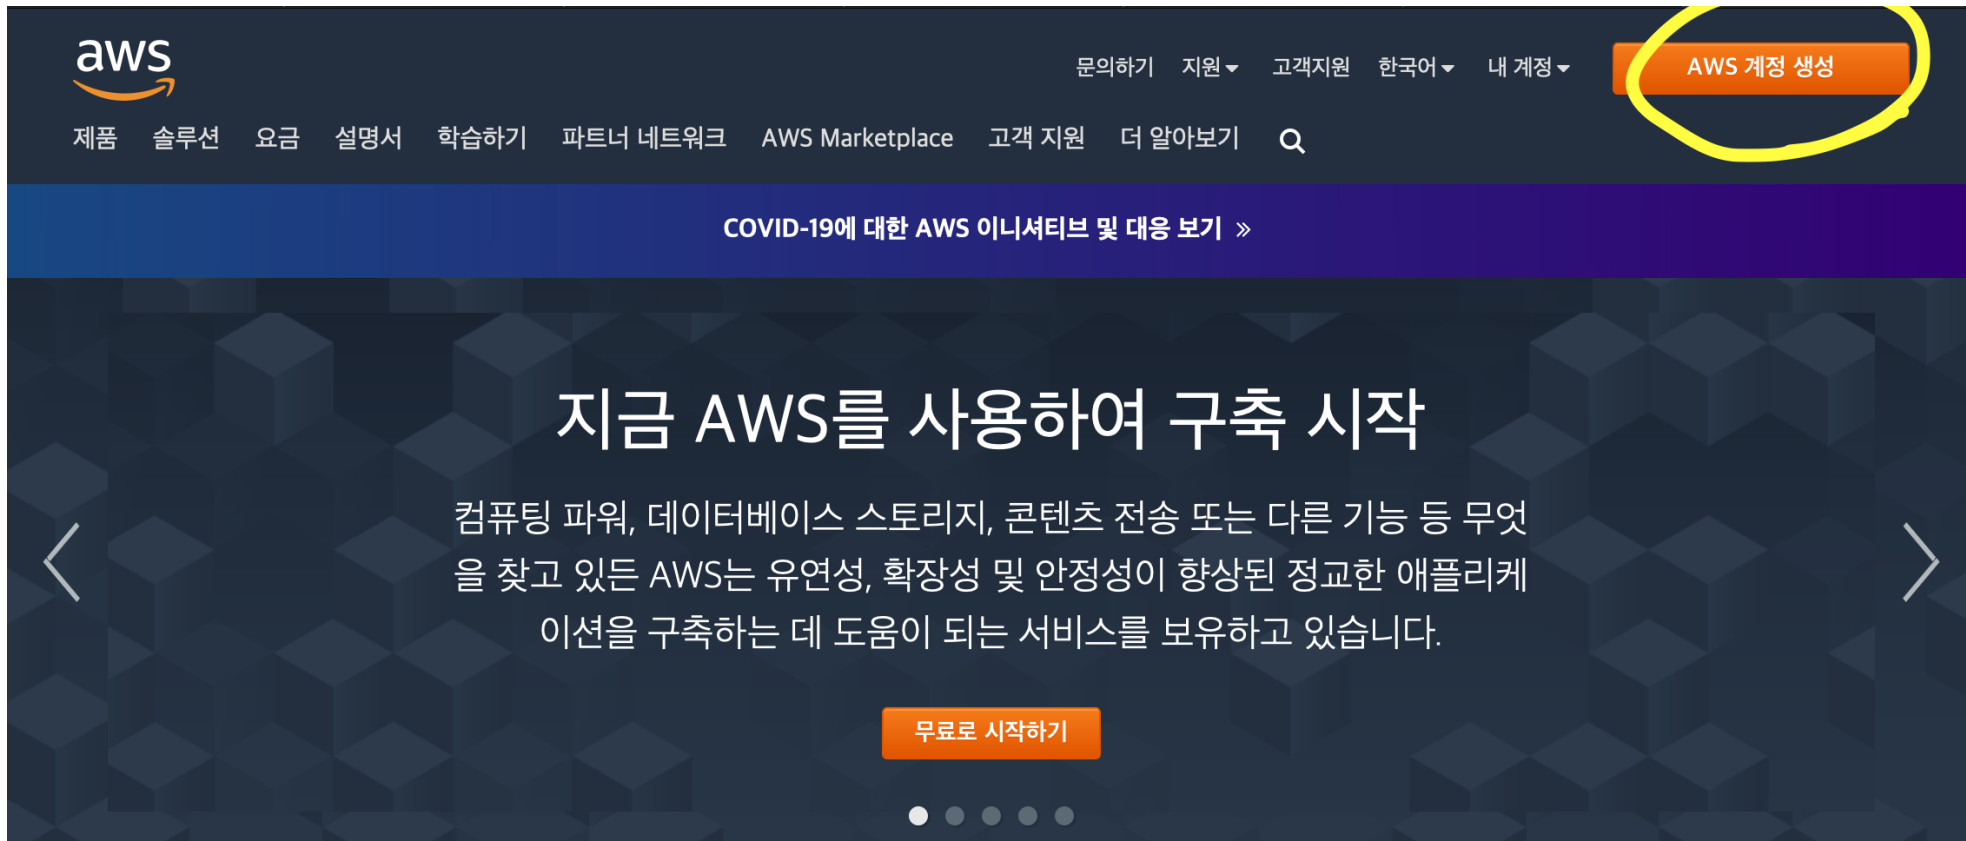 aws
문의하기 지원 고객지원 한국어 내 계정 AWS 계정 생성
제품 솔루션 요금 설명서 학습하기 파트너 네트워크 AWS Marketplace 고객 지원 더 알아보기
COVID-19에 대한 AWS 이니셔티브 및 대응 보기 »
지금 AWS를 사용하여 구축 시작
컴퓨팅 파워, 데이터베이스 스토리지, 콘텐츠 전송 또는 다른 기능 등 무엇
을 찾고 있든 AWS는 유연성, 확장성 및 안정성이 향상된 정교한 애플리케
이션을 구축하는 데 도움이 되는 서비스를 보유하고 있습니다.
무료로 시작하기